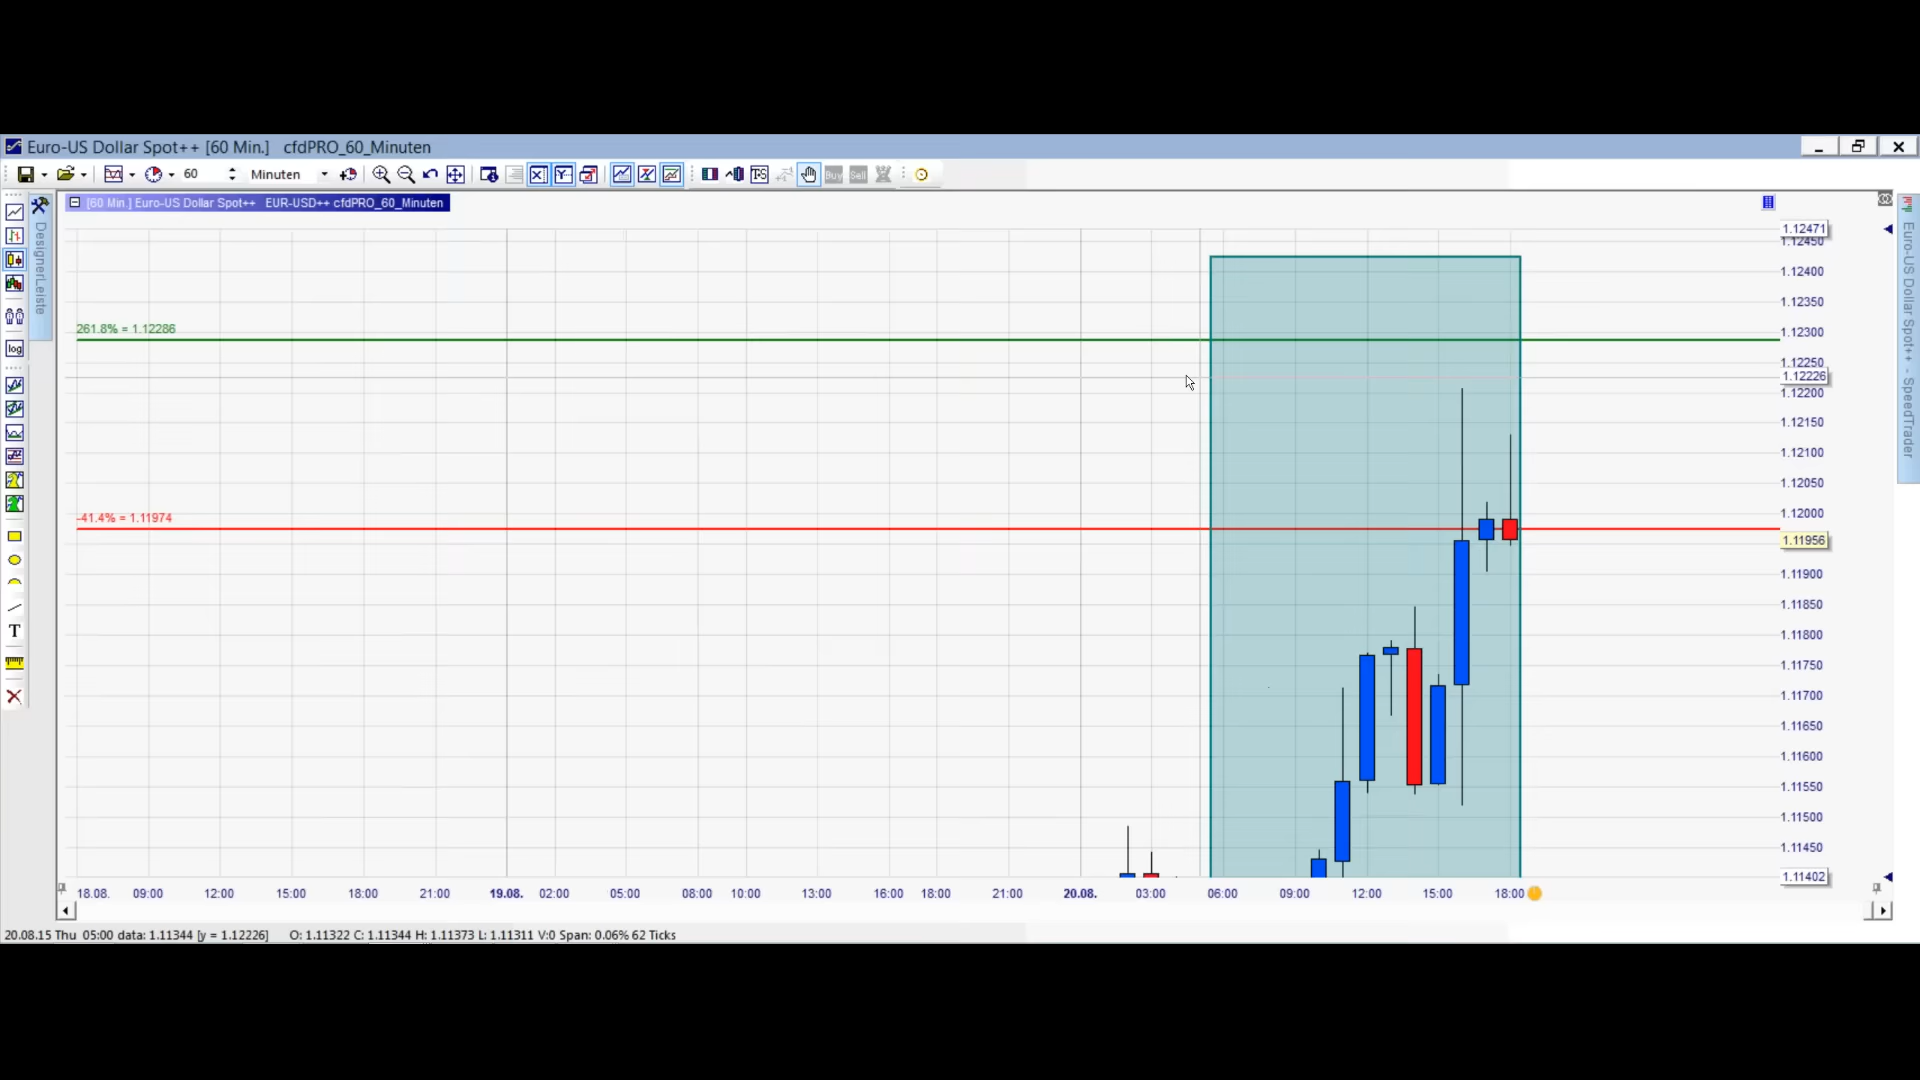 Euro-US Dollar Spot++ [60 Min.] cfdPRO_60_Minuten
60 Minuten T-S Buy Sell
[60 Min.] Euro-US Dollar Spot++ EUR-USD++ cfdPRO_60_Minuten
DesignerLeiste
log
T
261.8% = 1.12286
-41.4% = 1.11974
1.12471
1.12450
1.12400
1.12350
1.12300
1.12250
1.12226
1.12200
1.12150
1.12100
1.12050
1.12000
1.11956
1.11900
1.11850
1.11800
1.11750
1.11700
1.11650
1.11600
1.11550
1.11500
1.11450
1.11402
Euro-US Dollar Spot++ - SpeedTrader
18.08. 09:00 12:00 15:00 18:00 21:00 19.08. 02:00 05:00 08:00 10:00 13:00 16:00 18:00 21:00 20.08. 03:00 06:00 09:00 12:00 15:00 18:00
20.08.15 Thu 05:00 data: 1.11344 [y = 1.12226] O: 1.11322 C: 1.11344 H: 1.11373 L: 1.11311 V:0 Span: 0.06% 62 Ticks